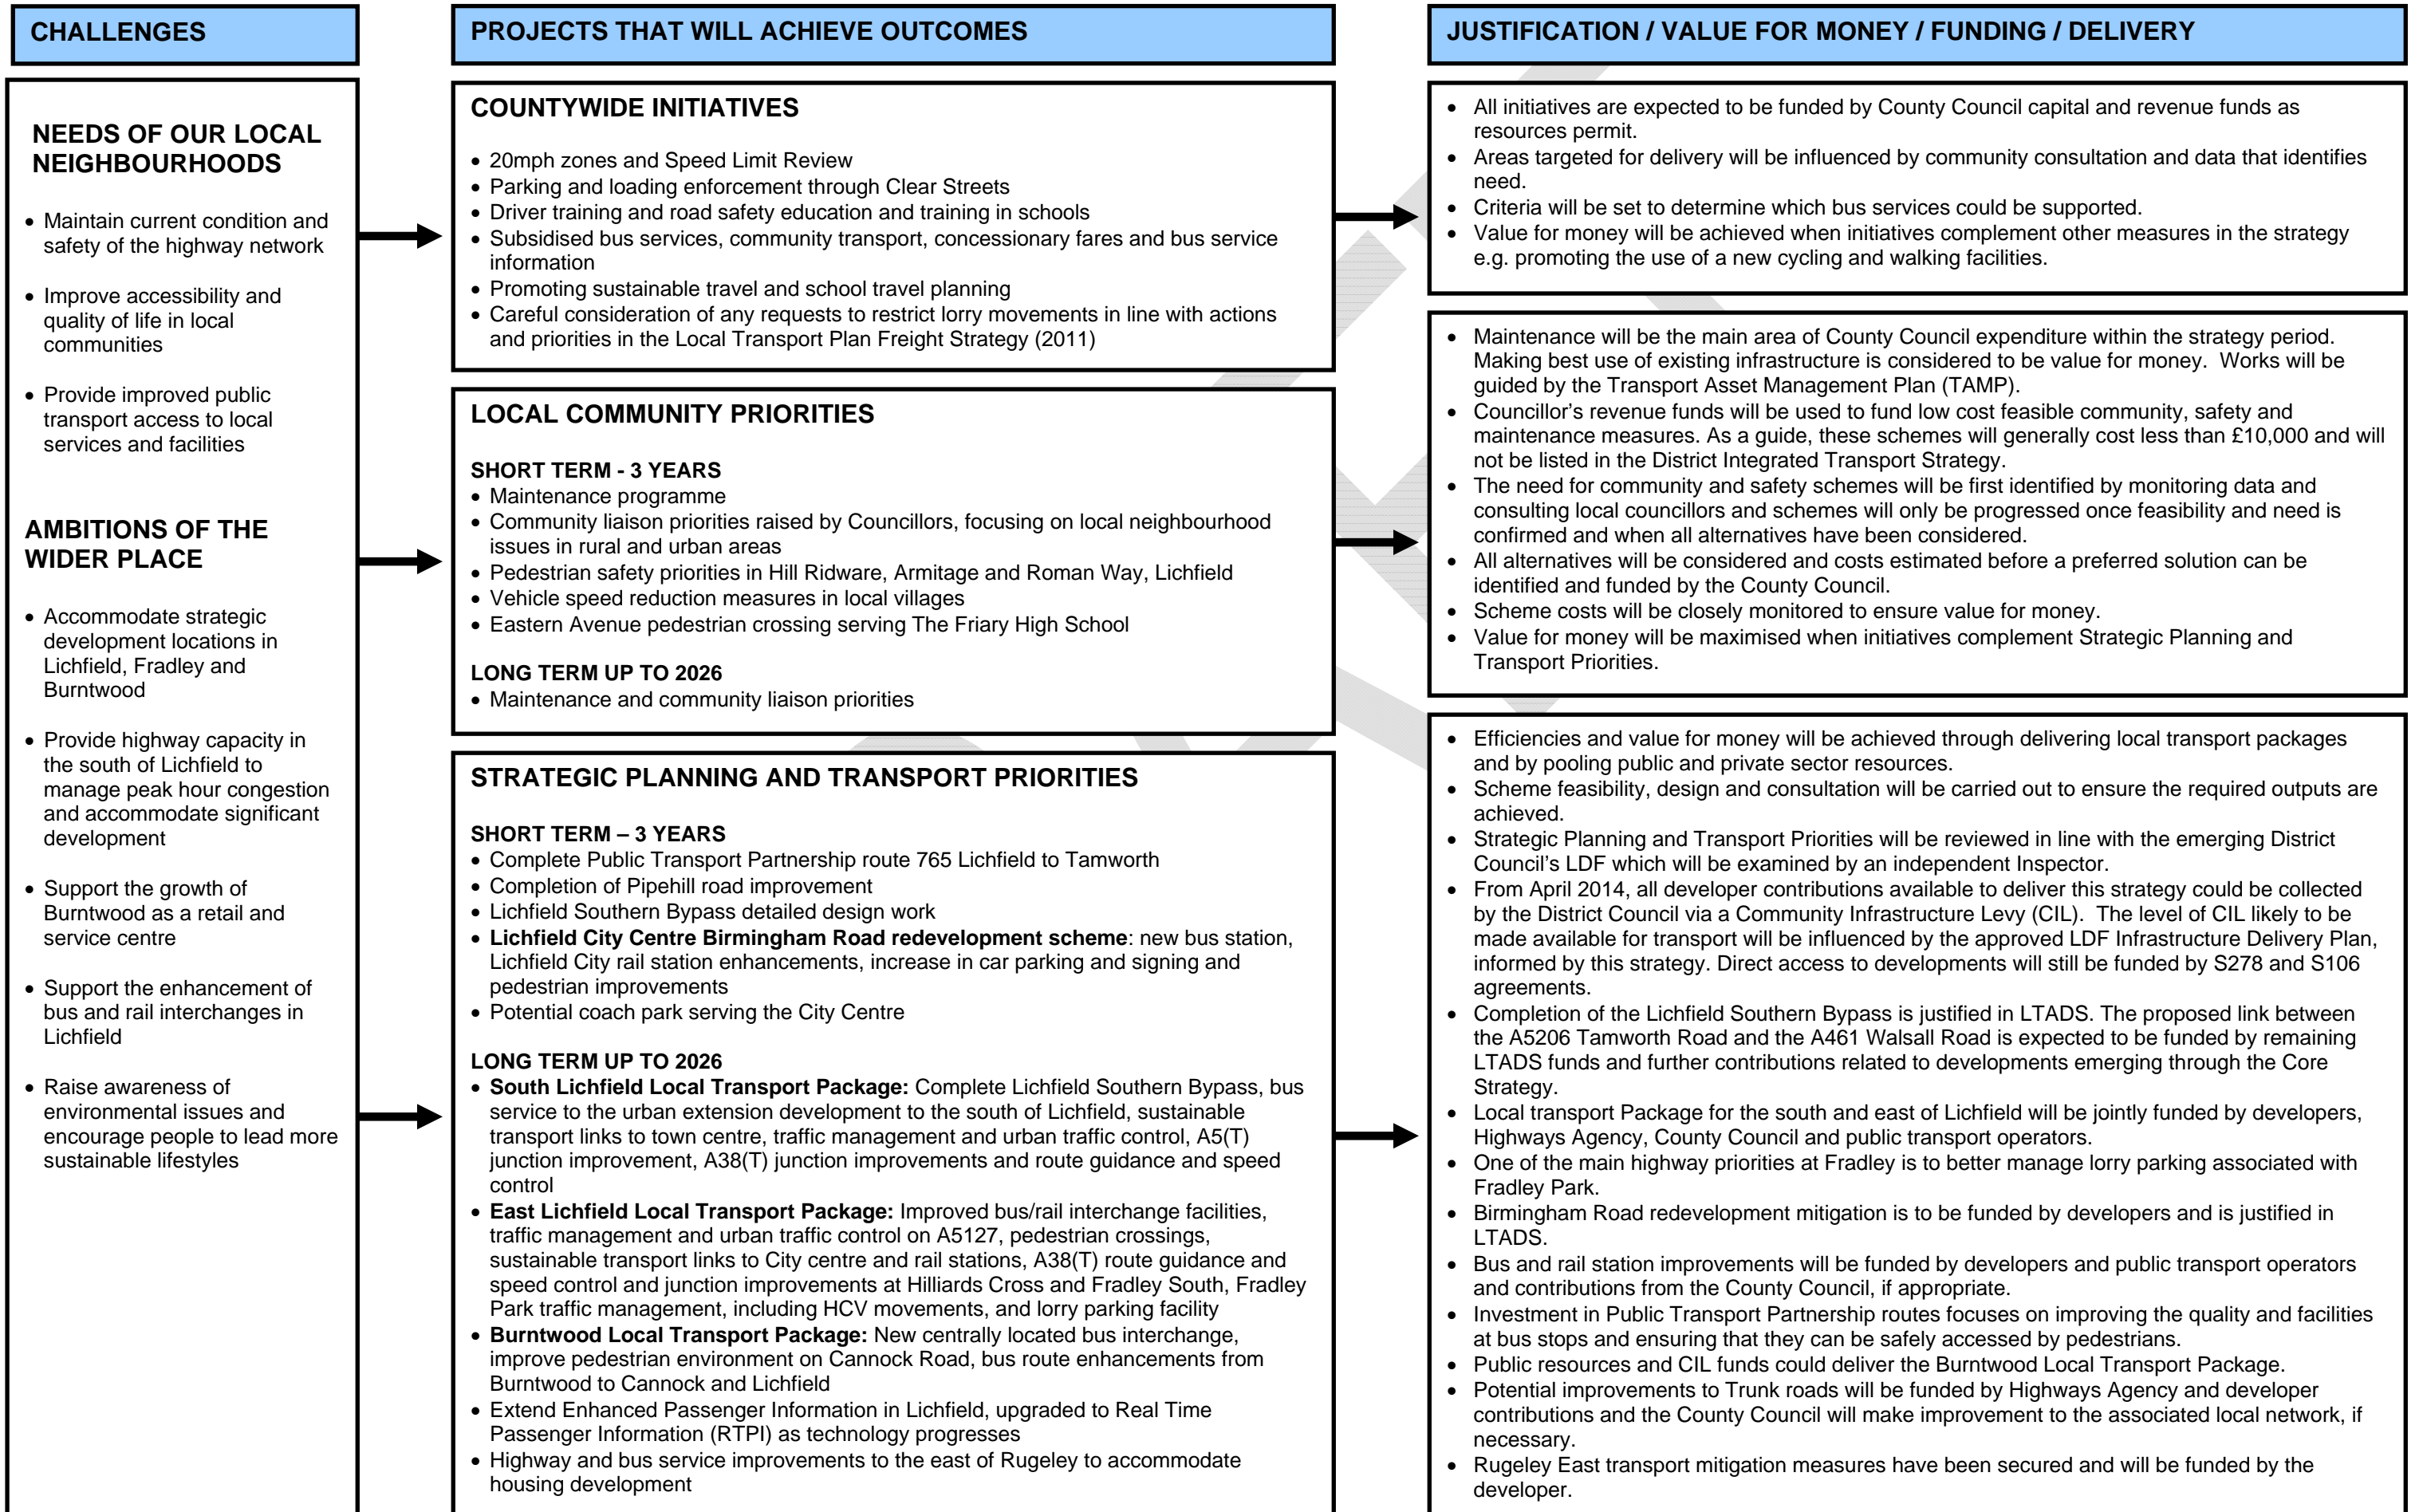 CHALLENGES
NEEDS OF OUR LOCAL
NEIGHBOURHOODS
• Maintain current condition and
safety of the highway network
• Improve accessibility and
quality of life in local
communities
• Provide improved public
transport access to local
services and facilities
AMBITIONS OF THE
WIDER PLACE
• Accommodate strategic
development locations in
Lichfield, Fradley and
Burntwood
• Provide highway capacity in
the south of Lichfield to
manage peak hour congestion
and accommodate significant
development
• Support the growth of
Burntwood as a retail and
service centre
• Support the enhancement of
bus and rail interchanges in
Lichfield
• Raise awareness of
environmental issues and
encourage people to lead more
sustainable lifestyles
PROJECTS THAT WILL ACHIEVE OUTCOMES
COUNTYWIDE INITIATIVES
• 20mph zones and Speed Limit Review
• Parking and loading enforcement through Clear Streets
• Driver training and road safety education and training in schools
• Subsidised bus services, community transport, concessionary fares and bus service
information
• Promoting sustainable travel and school travel planning
• Careful consideration of any requests to restrict lorry movements in line with actions
and priorities in the Local Transport Plan Freight Strategy (2011)
LOCAL COMMUNITY PRIORITIES
SHORT TERM - 3 YEARS
• Maintenance programme
• Community liaison priorities raised by Councillors, focusing on local neighbourhood
issues in rural and urban areas
• Pedestrian safety priorities in Hill Ridware, Armitage and Roman Way, Lichfield
• Vehicle speed reduction measures in local villages
• Eastern Avenue pedestrian crossing serving The Friary High School
LONG TERM UP TO 2026
• Maintenance and community liaison priorities
STRATEGIC PLANNING AND TRANSPORT PRIORITIES
SHORT TERM – 3 YEARS
• Complete Public Transport Partnership route 765 Lichfield to Tamworth
• Completion of Pipehill road improvement
• Lichfield Southern Bypass detailed design work
• Lichfield City Centre Birmingham Road redevelopment scheme: new bus station,
Lichfield City rail station enhancements, increase in car parking and signing and
pedestrian improvements
• Potential coach park serving the City Centre
LONG TERM UP TO 2026
• South Lichfield Local Transport Package: Complete Lichfield Southern Bypass, bus
service to the urban extension development to the south of Lichfield, sustainable
transport links to town centre, traffic management and urban traffic control, A5(T)
junction improvement, A38(T) junction improvements and route guidance and speed
control
• East Lichfield Local Transport Package: Improved bus/rail interchange facilities,
traffic management and urban traffic control on A5127, pedestrian crossings,
sustainable transport links to City centre and rail stations, A38(T) route guidance and
speed control and junction improvements at Hilliards Cross and Fradley South, Fradley
Park traffic management, including HCV movements, and lorry parking facility
• Burntwood Local Transport Package: New centrally located bus interchange,
improve pedestrian environment on Cannock Road, bus route enhancements from
Burntwood to Cannock and Lichfield
• Extend Enhanced Passenger Information in Lichfield, upgraded to Real Time
Passenger Information (RTPI) as technology progresses
• Highway and bus service improvements to the east of Rugeley to accommodate
housing development
JUSTIFICATION / VALUE FOR MONEY / FUNDING / DELIVERY
• All initiatives are expected to be funded by County Council capital and revenue funds as
resources permit.
• Areas targeted for delivery will be influenced by community consultation and data that identifies
need.
• Criteria will be set to determine which bus services could be supported.
• Value for money will be achieved when initiatives complement other measures in the strategy
e.g. promoting the use of a new cycling and walking facilities.
• Maintenance will be the main area of County Council expenditure within the strategy period.
Making best use of existing infrastructure is considered to be value for money. Works will be
guided by the Transport Asset Management Plan (TAMP).
• Councillor's revenue funds will be used to fund low cost feasible community, safety and
maintenance measures. As a guide, these schemes will generally cost less than £10,000 and will
not be listed in the District Integrated Transport Strategy.
• The need for community and safety schemes will be first identified by monitoring data and
consulting local councillors and schemes will only be progressed once feasibility and need is
confirmed and when all alternatives have been considered.
• All alternatives will be considered and costs estimated before a preferred solution can be
identified and funded by the County Council.
• Scheme costs will be closely monitored to ensure value for money.
• Value for money will be maximised when initiatives complement Strategic Planning and
Transport Priorities.
• Efficiencies and value for money will be achieved through delivering local transport packages
and by pooling public and private sector resources.
• Scheme feasibility, design and consultation will be carried out to ensure the required outputs are
achieved.
• Strategic Planning and Transport Priorities will be reviewed in line with the emerging District
Council's LDF which will be examined by an independent Inspector.
• From April 2014, all developer contributions available to deliver this strategy could be collected
by the District Council via a Community Infrastructure Levy (CIL). The level of CIL likely to be
made available for transport will be influenced by the approved LDF Infrastructure Delivery Plan,
informed by this strategy. Direct access to developments will still be funded by S278 and S106
agreements.
• Completion of the Lichfield Southern Bypass is justified in LTADS. The proposed link between
the A5206 Tamworth Road and the A461 Walsall Road is expected to be funded by remaining
LTADS funds and further contributions related to developments emerging through the Core
Strategy.
• Local transport Package for the south and east of Lichfield will be jointly funded by developers,
Highways Agency, County Council and public transport operators.
• One of the main highway priorities at Fradley is to better manage lorry parking associated with
Fradley Park.
• Birmingham Road redevelopment mitigation is to be funded by developers and is justified in
LTADS.
• Bus and rail station improvements will be funded by developers and public transport operators
and contributions from the County Council, if appropriate.
• Investment in Public Transport Partnership routes focuses on improving the quality and facilities
at bus stops and ensuring that they can be safely accessed by pedestrians.
• Public resources and CIL funds could deliver the Burntwood Local Transport Package.
• Potential improvements to Trunk roads will be funded by Highways Agency and developer
contributions and the County Council will make improvement to the associated local network, if
necessary.
• Rugeley East transport mitigation measures have been secured and will be funded by the
developer.